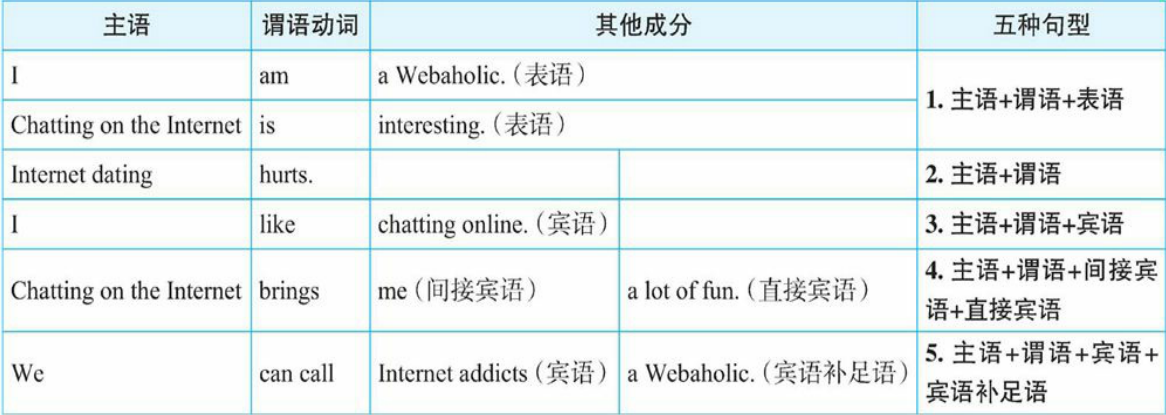 主语 谓语动词 其他成分 五种句型
I am a Webaholic.（表语）
1. 主语+谓语+表语
Chatting on the Internet is interesting.（表语）
Internet dating hurts. 2. 主语+谓语
I like chatting online.（宾语） 3. 主语+谓语+宾语
Chatting on the Internet brings me（间接宾语） a lot of fun.（直接宾语） 4. 主语+谓语+间接宾
语+直接宾语
We can call Internet addicts（宾语） a Webaholic.（宾语补足语） 5. 主语+谓语+宾语+
宾语补足语